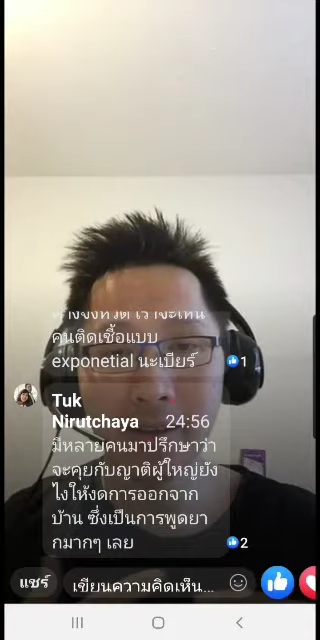 คนติดเชื้อแบบ
exponetial นะเบียร์
1
Tuk
Nirutchaya 24:56
มีหลายคนมาปรึกษาว่า
จะคุยกับญาติผู้ใหญ่ยัง
ไงให้งดการออกจาก
บ้าน ซึ่งเป็นการพูดยา
กมากๆ เลย
2
แชร์ เขียนความคิดเห็น...